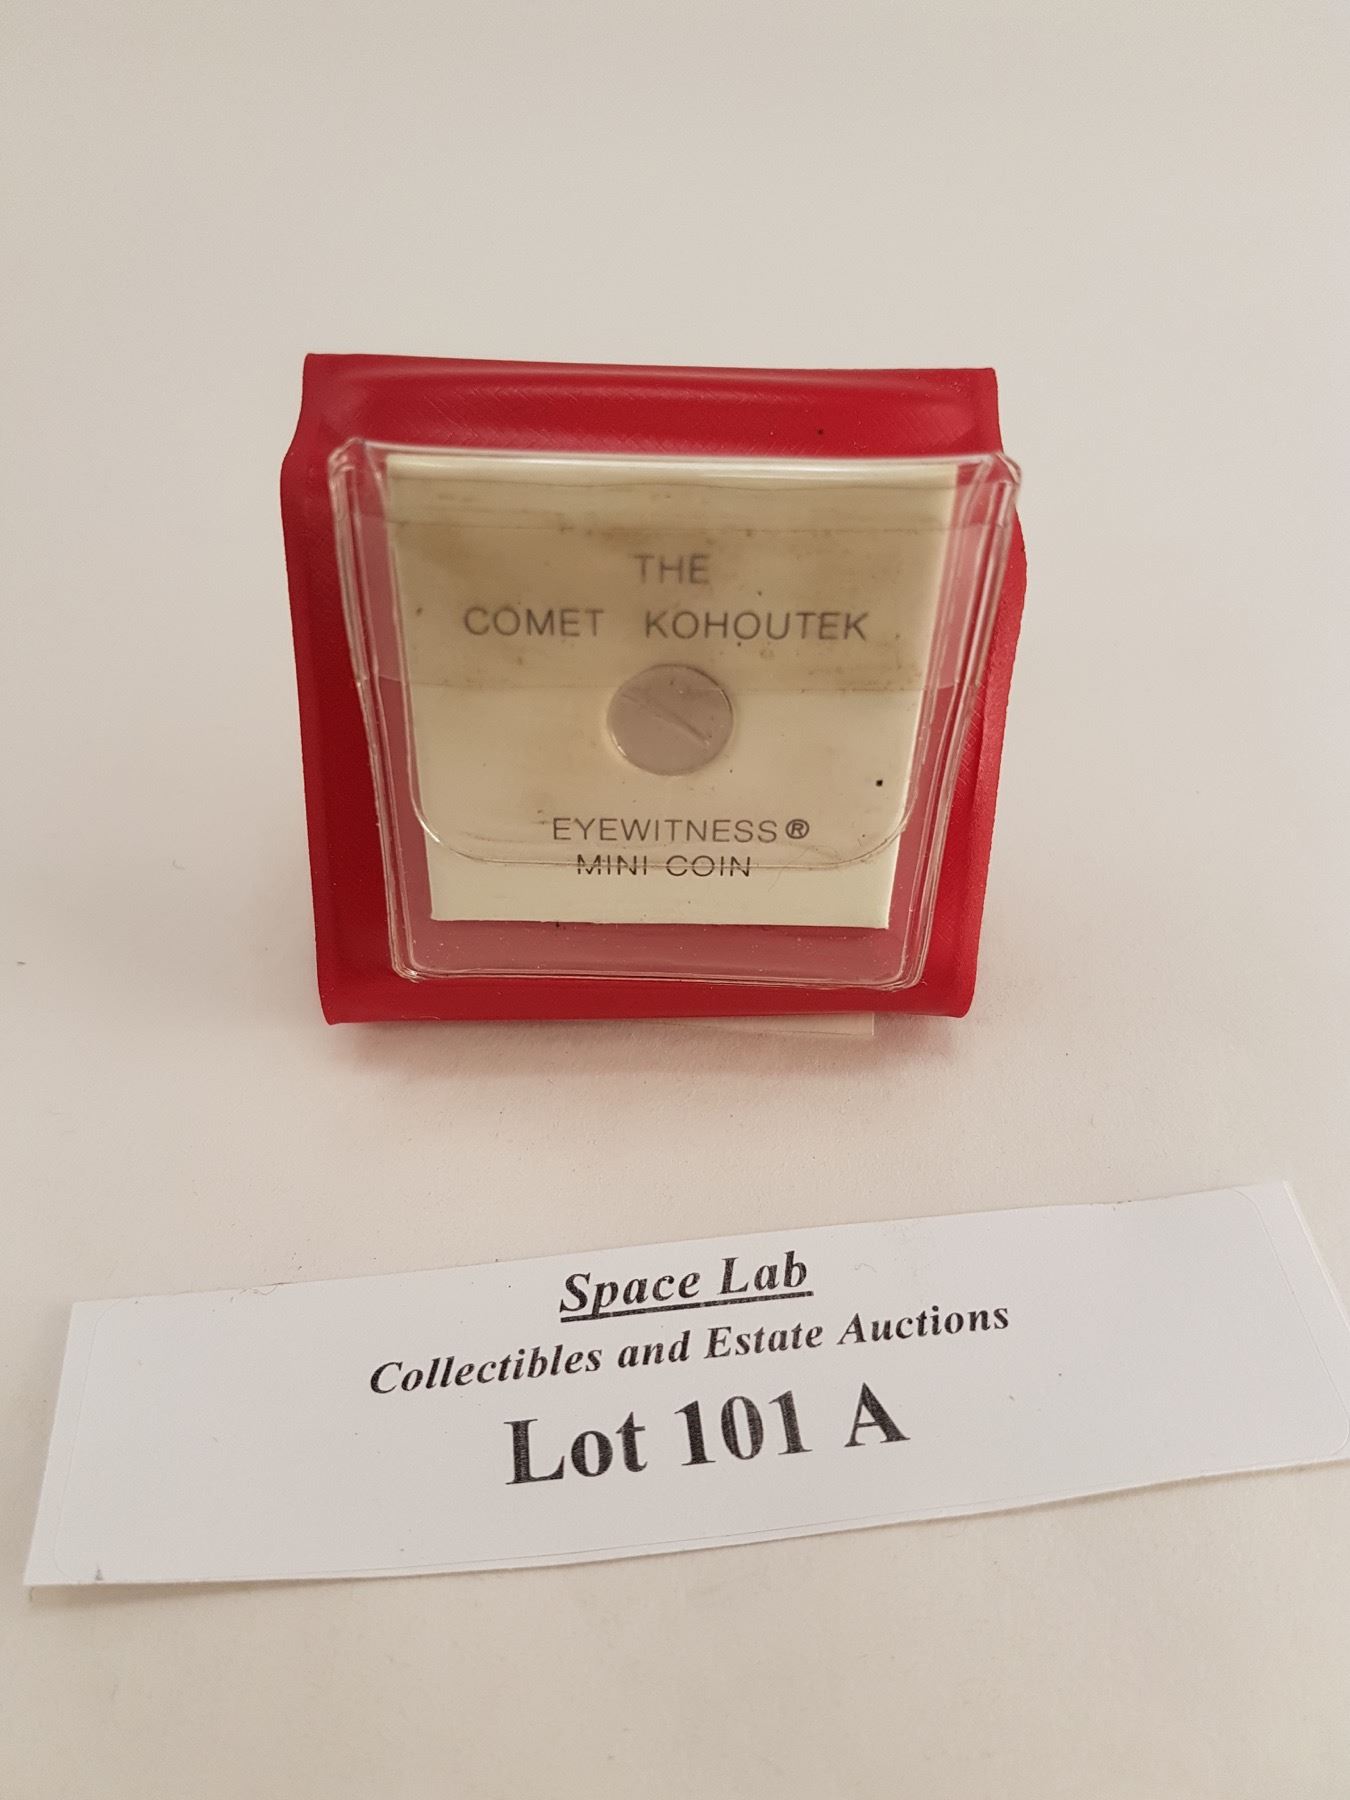 THE
COMET KOHOUTEK
EYEWITNESS®
MINI COIN
Space Lab
Collectibles and Estate Auctions
Lot 101 A